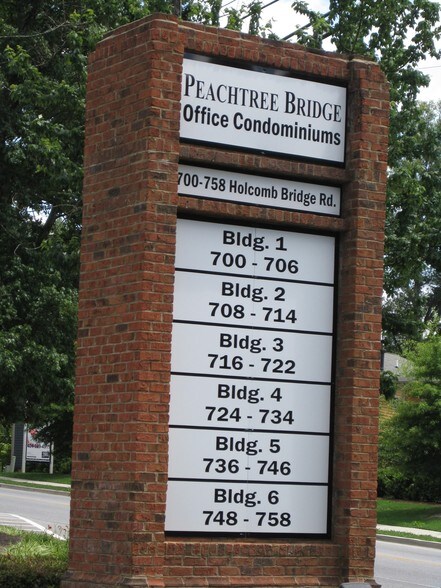 PEACHTREE BRIDGE
Office Condominiums
700-758 Holcomb Bridge Rd.
Bldg. 1
700 - 706
Bldg. 2
708 - 714
Bldg. 3
716 - 722
Bldg. 4
724 - 734
Bldg. 5
736 - 746
Bldg. 6
748 - 758